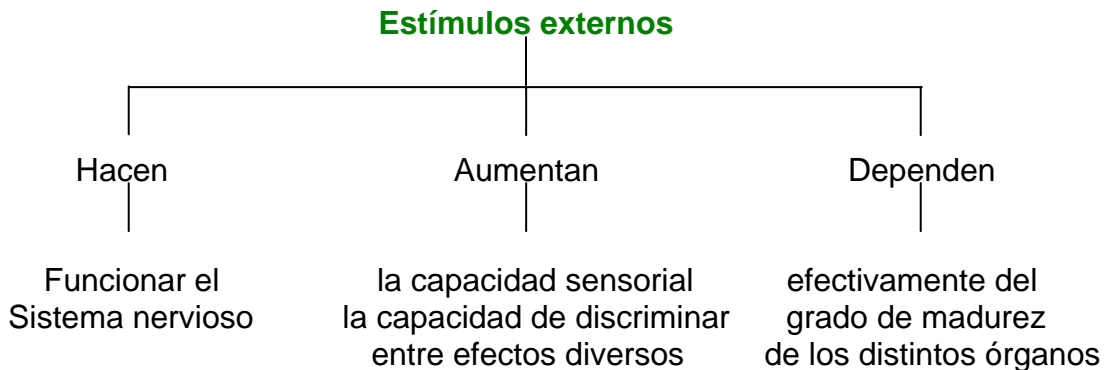 Estímulos externos
Hacen
Aumentan
Dependen
Funcionar el
Sistema nervioso
la capacidad sensorial
la capacidad de discriminar
entre efectos diversos
efectivamente del
grado de madurez
de los distintos órganos